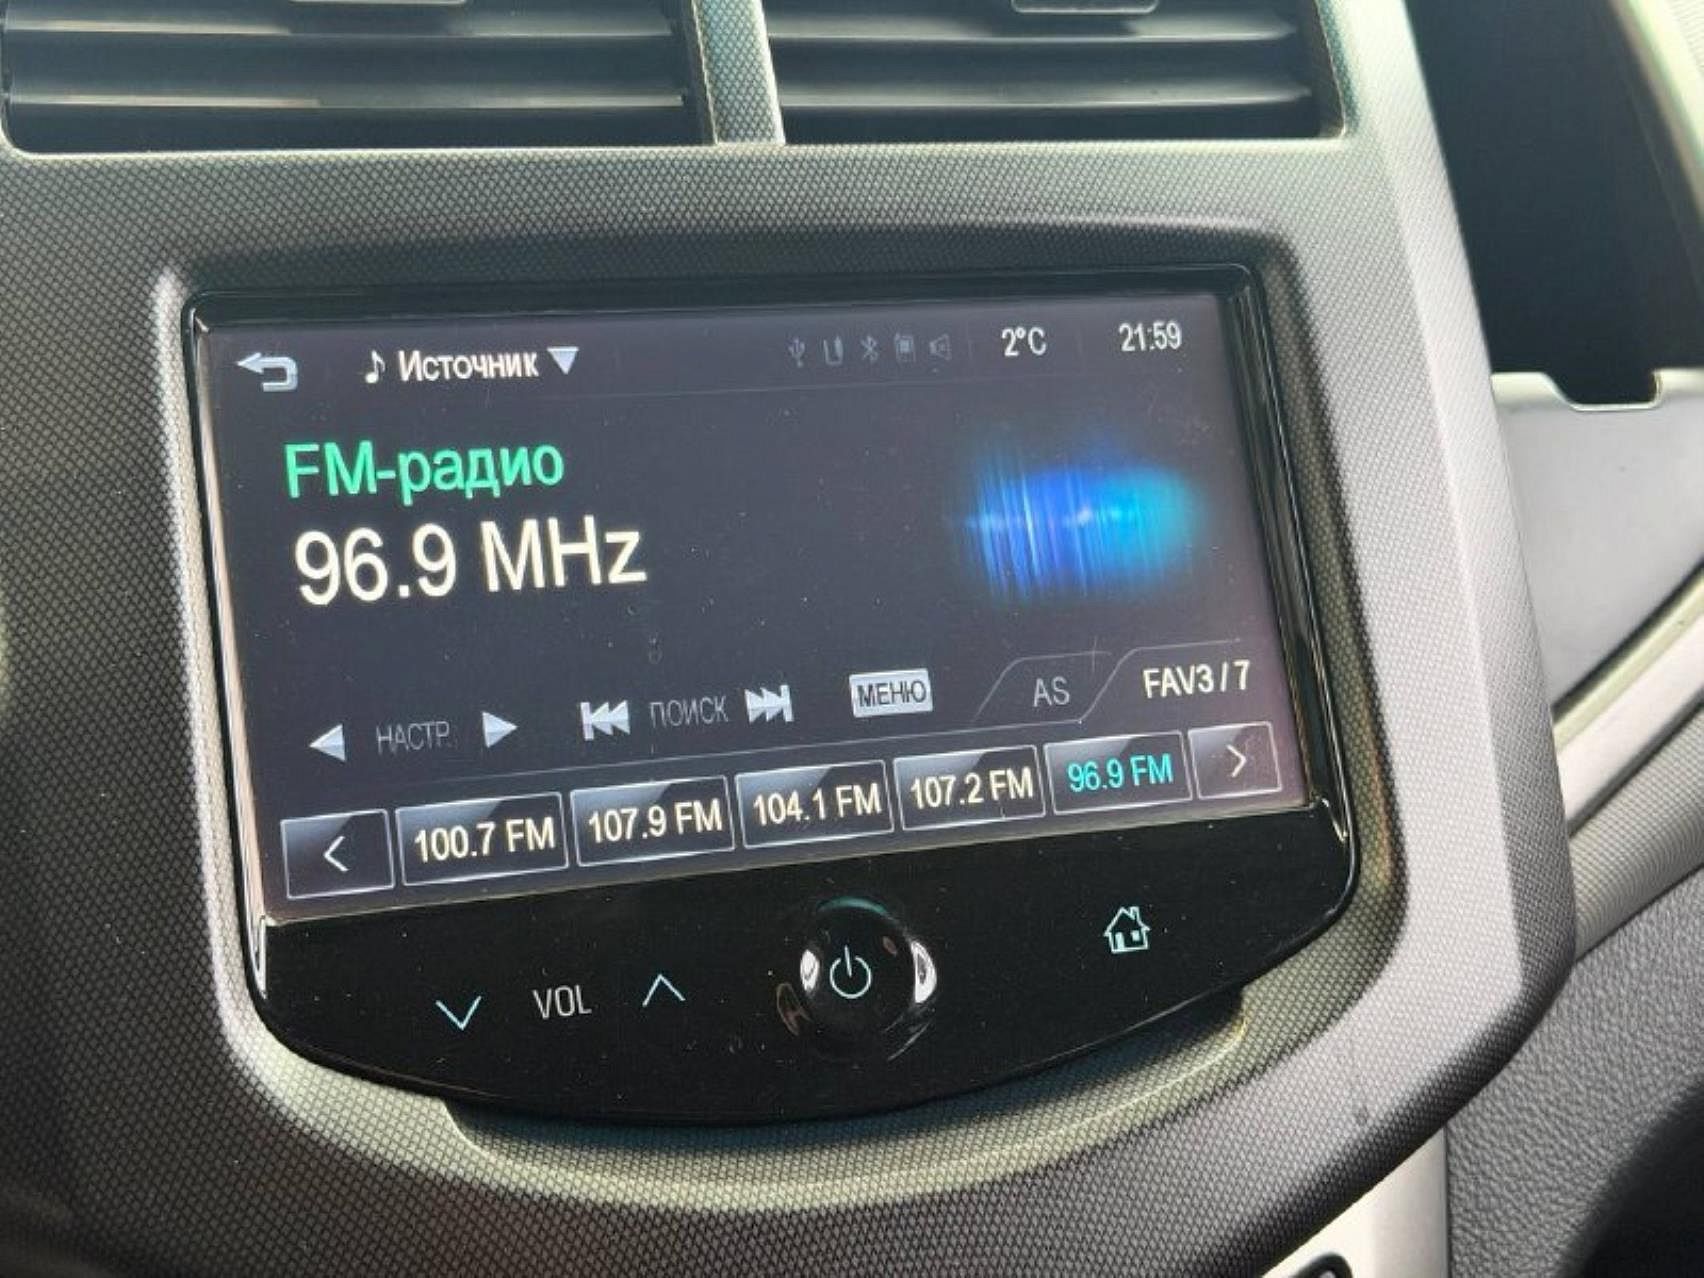 Источник 2°C 21:59
FM-радио
96.9 MHz
НАСТР. ПОИСК МЕНЮ AS FAV3 / 7
100.7 FM 107.9 FM 104.1 FM 107.2 FM 96.9 FM
VOL